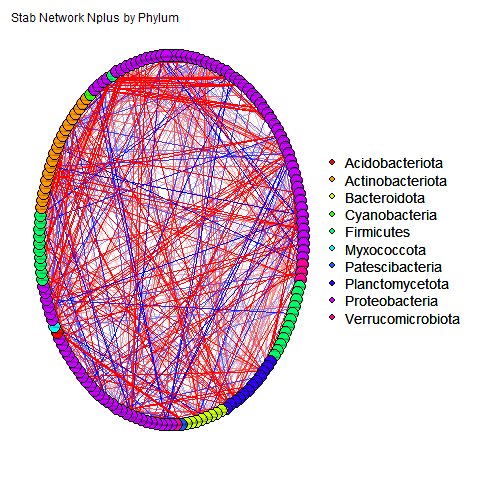 Stab Network Nplus by Phylum
Acidobacteriota
Actinobacteriota
Bacteroidota
Cyanobacteria
Firmicutes
Myxococcota
Patescibacteria
Planctomycetota
Proteobacteria
Verrucomicrobiota